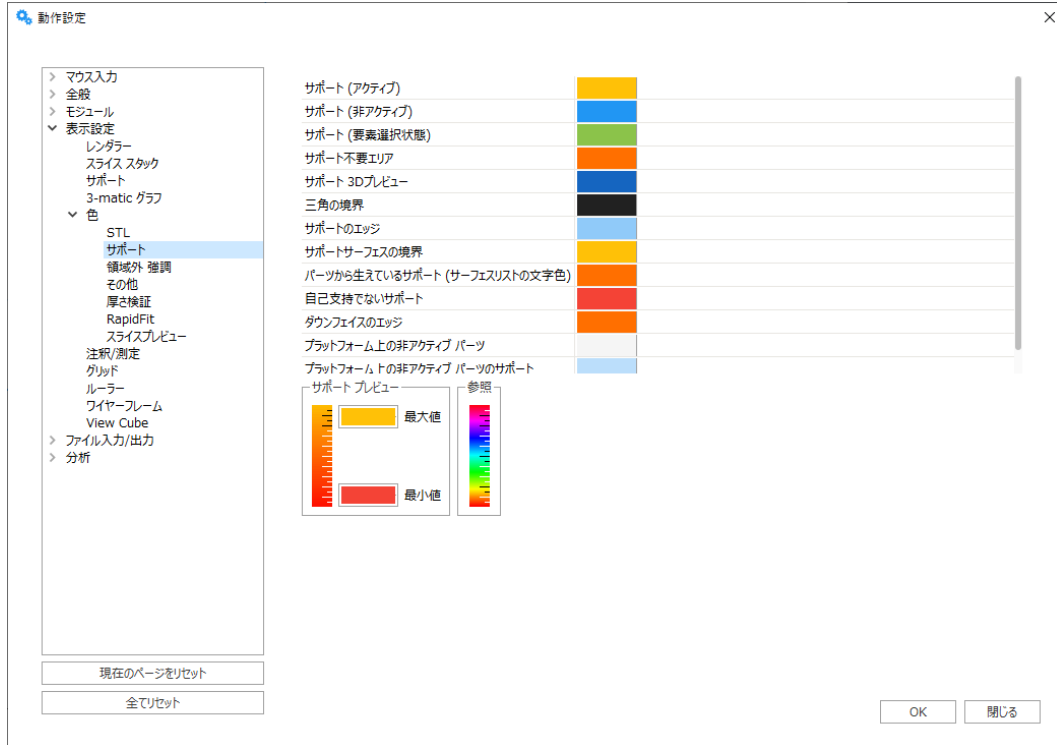 動作設定
マウス入力
全般
モジュール
表示設定
レンダラー
スライス スタック
サポート
3-matic グラフ
色
STL
サポート
領域外 強調
その他
厚さ検証
RapidFit
スライスプレビュー
注釈/測定
グリッド
ルーラー
ワイヤーフレーム
View Cube
ファイル入力/出力
分析
現在のページをリセット
全てリセット
サポート (アクティブ)
サポート (非アクティブ)
サポート (要素選択状態)
サポート不要エリア
サポート 3Dプレビュー
三角の境界
サポートのエッジ
サポートサーフェスの境界
パーツから生えているサポート (サーフェスリストの文字色)
自己支持でないサポート
ダウンフェイスのエッジ
プラットフォーム上の非アクティブ パーツ
プラットフォーム上の非アクティブ パーツのサポート
サポート プレビュー
最大値
最小値
参照
OK
閉じる